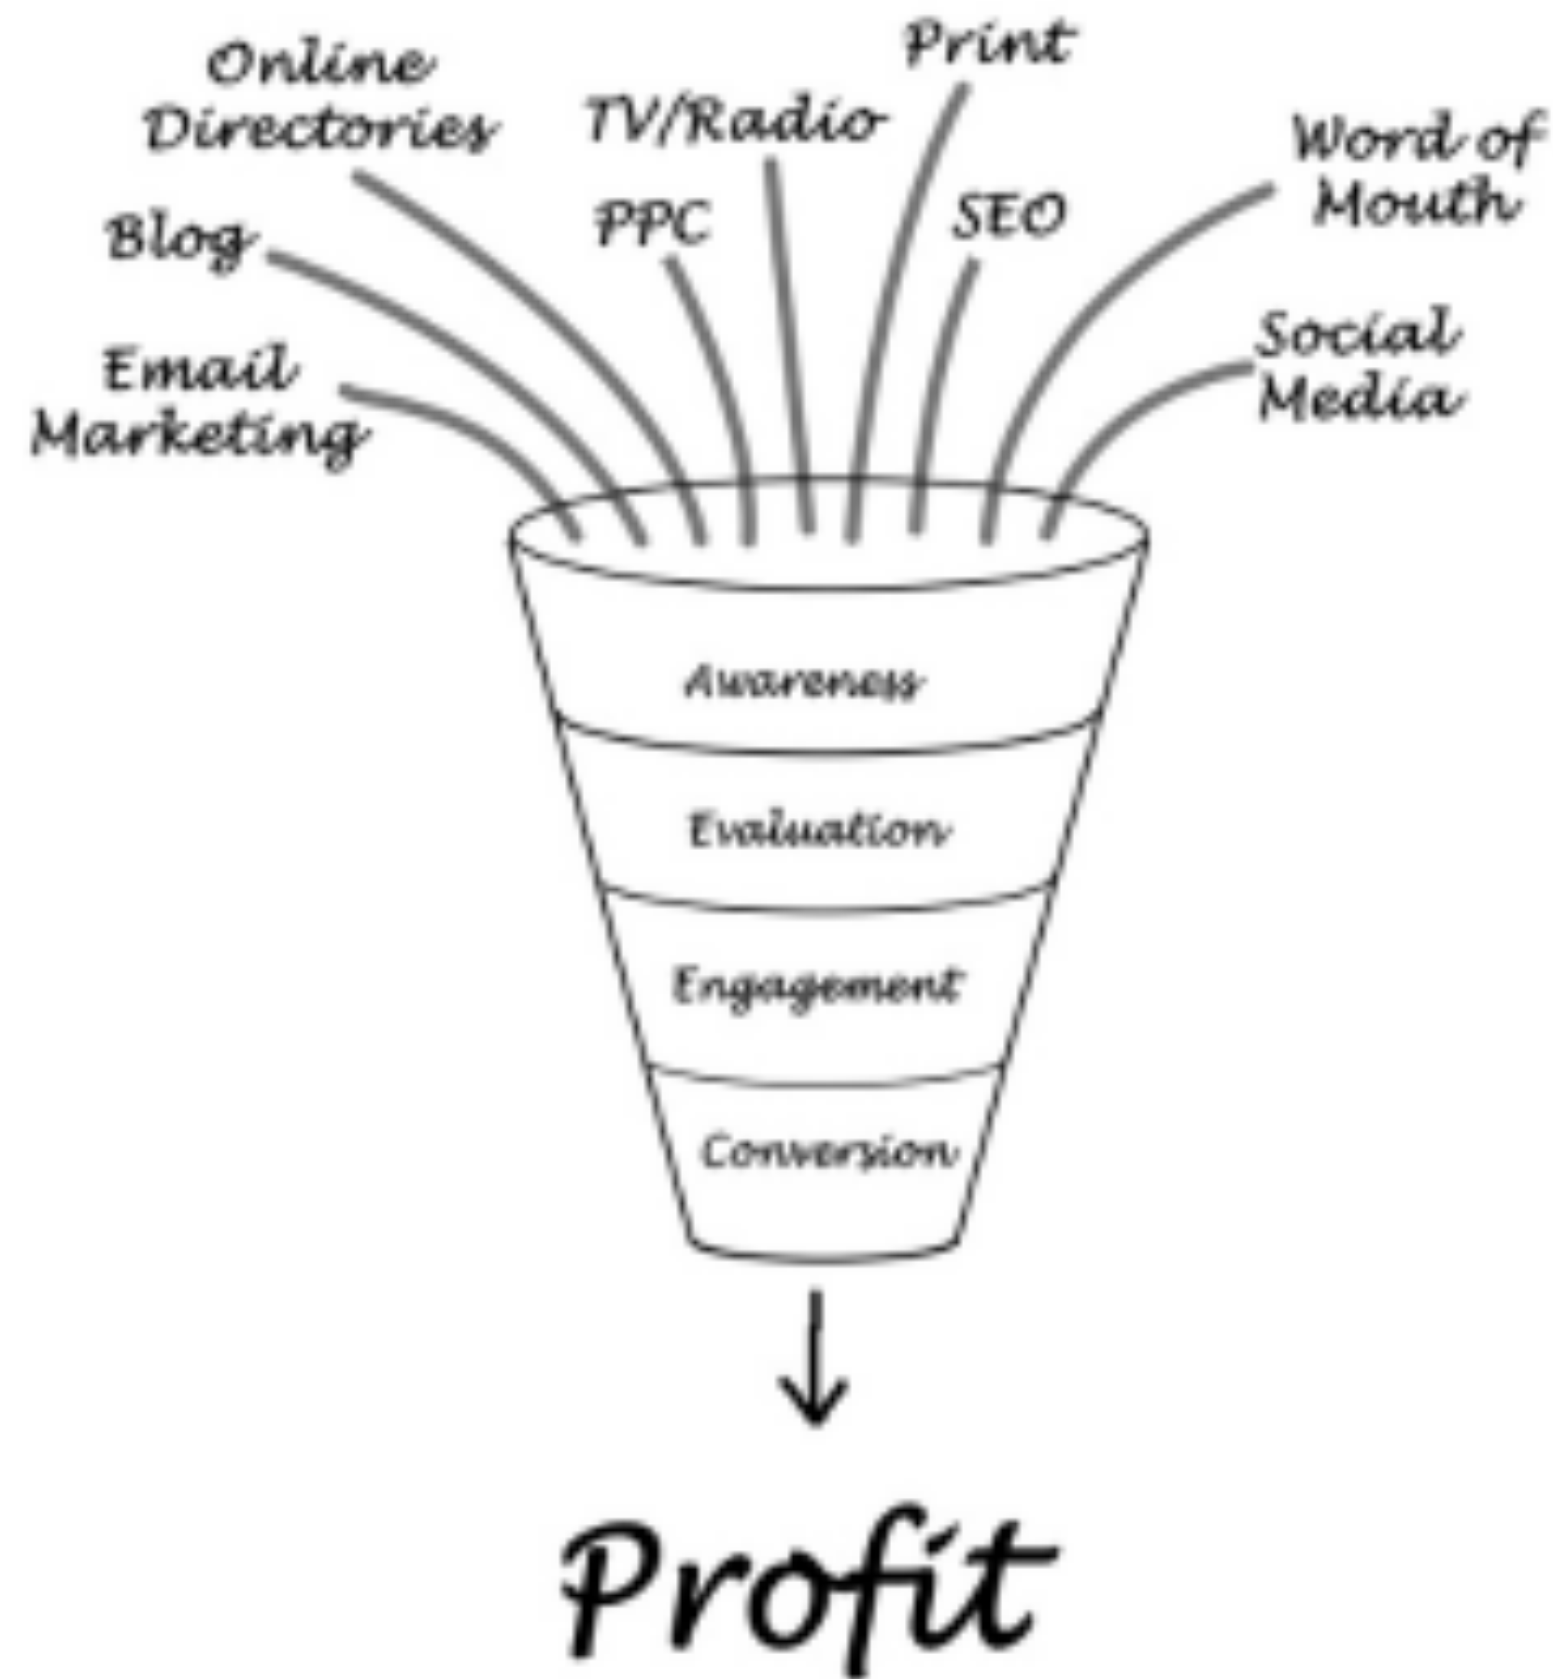 Print
Online
Directories
TV/Radio
Word of
Mouth
PPC
SEO
Blog
Social
Media
Email
Marketing
Awareness
Evaluation
Engagement
Conversion
Profit